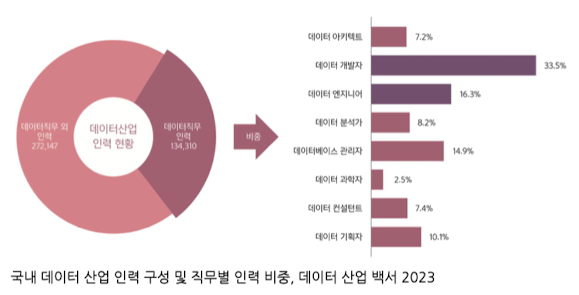 데이터산업
인력 현황
데이터직무 외
인력
272,147
데이터직무
인력
134,310
비중
데이터 아키텍트 7.2%
데이터 개발자 33.5%
데이터 엔지니어 16.3%
데이터 분석가 8.2%
데이터베이스 관리자 14.9%
데이터 과학자 2.5%
데이터 컨설턴트 7.4%
데이터 기획자 10.1%
국내 데이터 산업 인력 구성 및 직무별 인력 비중, 데이터 산업 백서 2023